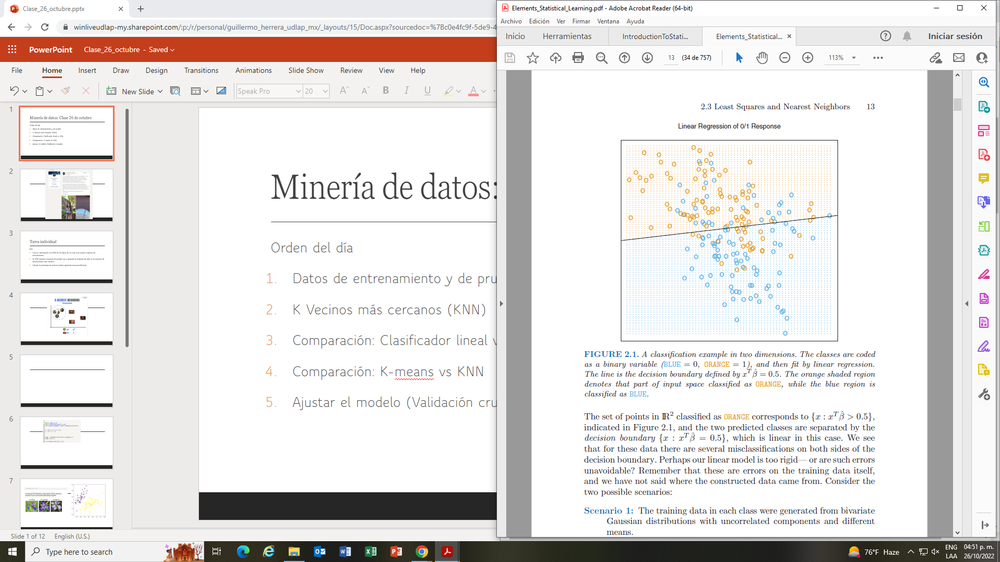 Clase_26_octubre.pptx
winliveudlap-my.sharepoint.com/:p:/r/personal/guillermo_herrera_udlap_mx/_layouts/15/Doc.aspx?sourcedoc=%7Bc0e4fc9f-5de9-4
PowerPoint Clase_26_octubre - Saved
File Home Insert Draw Design Transitions Animations Slide Show Review View Help
New Slide Speak Pro 20 B I U A
1
Minería de datos: Clase 26 de octubre
Orden del día
2
3
Tarea individual
4
K-NEAREST NEIGHBORS
5
6
7
Minería de datos:
Orden del día
1. Datos de entrenamiento y de pru
2. K Vecinos más cercanos (KNN)
3. Comparación: Clasificador lineal v
4. Comparación: K-means vs KNN
5. Ajustar el modelo (Validación cru
Slide 1 of 12 English (U.S.)
Elements_Statistical_Learning.pdf - Adobe Acrobat Reader (64-bit)
Archivo Edición Ver Firmar Ventana Ayuda
Inicio Herramientas IntroductionToStati... Elements_Statistical... Iniciar sesión
13 (34 de 757) 113%
2.3 Least Squares and Nearest Neighbors 13
Linear Regression of 0/1 Response
FIGURE 2.1. A classification example in two dimensions. The classes are coded
as a binary variable (BLUE = 0, ORANGE = 1), and then fit by linear regression.
The line is the decision boundary defined by x^T β̂ = 0.5. The orange shaded region
denotes that part of input space classified as ORANGE, while the blue region is
classified as BLUE.
The set of points in ℝ² classified as ORANGE corresponds to {x : x^T β̂ > 0.5},
indicated in Figure 2.1, and the two predicted classes are separated by the
decision boundary {x : x^T β̂ = 0.5}, which is linear in this case. We see
that for these data there are several misclassifications on both sides of the
decision boundary. Perhaps our linear model is too rigid— or are such errors
unavoidable? Remember that these are errors on the training data itself,
and we have not said where the constructed data came from. Consider the
two possible scenarios:
Scenario 1: The training data in each class were generated from bivariate
Gaussian distributions with uncorrelated components and different
means.
Type here to search
76°F Haze
ENG
LAA
04:51 p. m.
26/10/2022